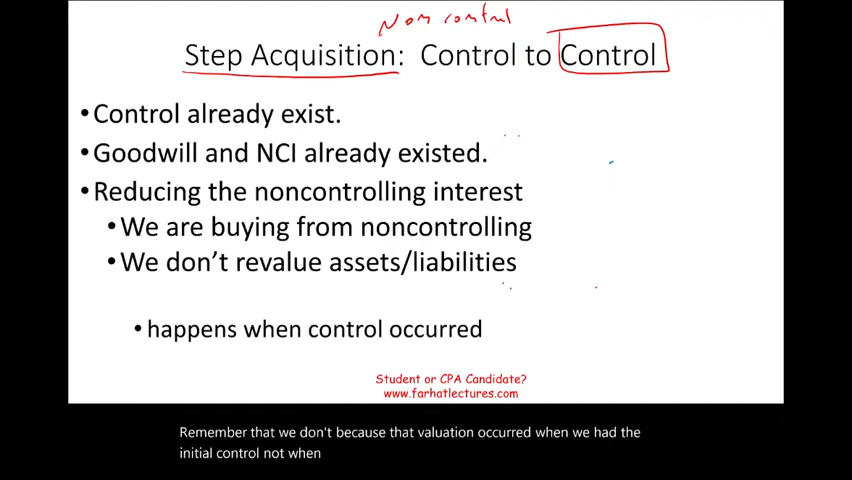 Non control
Step Acquisition: Control to Control
•Control already exist.
•Goodwill and NCI already existed.
•Reducing the noncontrolling interest
•We are buying from noncontrolling
•We don't revalue assets/liabilities
•happens when control occurred
Student or CPA Candidate?
www.farhatlectures.com
Remember that we don't because that valuation occurred when we had the
initial control not when